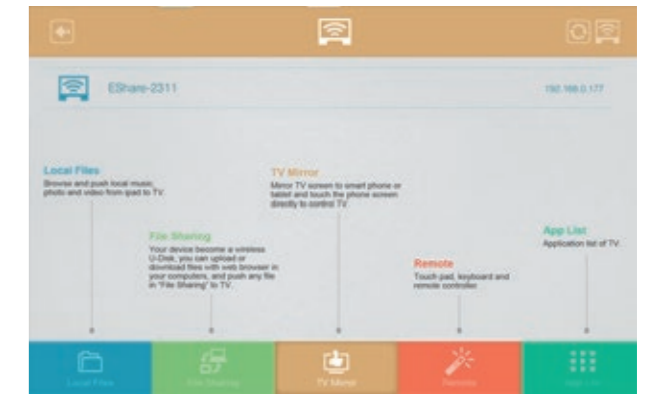 EShare-2311
192.168.0.177
Local Files
Browse and push local music,
photo and video from ipad to TV.
TV Mirror
Mirror TV screen to smart phone or
tablet and touch the phone screen
directly to control TV.
File Sharing
Your device become a wireless
U-Disk, you can upload or
download files with web browser in
your computers, and push any file
in "File Sharing" to TV.
App List
Application list of TV.
Remote
Touch pad, keyboard and
remote controller
Local Files
File Sharing
TV Mirror
Remote
App List